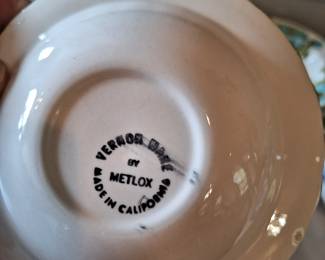 VERNON WARE
BY
METLOX
MADE IN CALIFORNIA